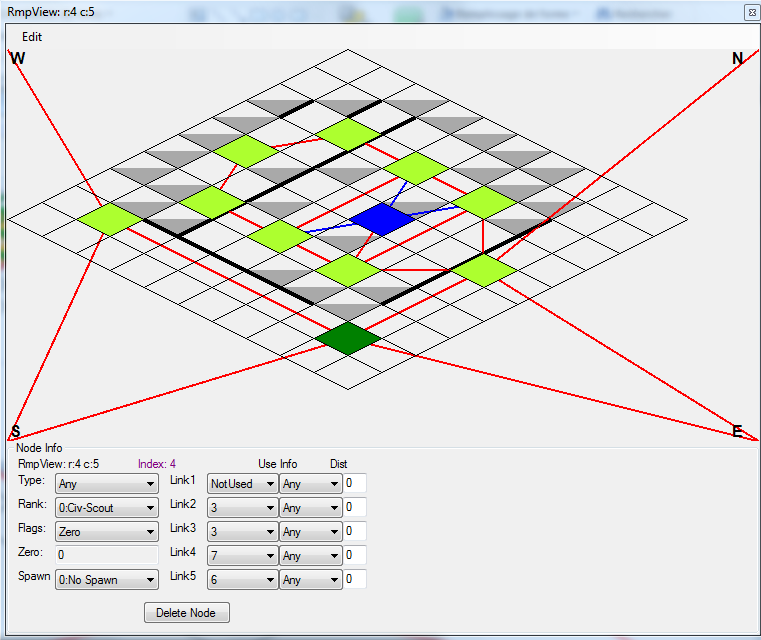 RmpView: r:4 c:5
Edit
W
N
S
E
Node Info
RmpView: r:4 c:5 Index: 4 Use Info Dist
Type: Any Link1 NotUsed Any 0
Rank: 0:Civ-Scout Link2 3 Any 0
Flags: Zero Link3 3 Any 0
Zero: 0 Link4 7 Any 0
Spawn 0:No Spawn Link5 6 Any 0
Delete Node